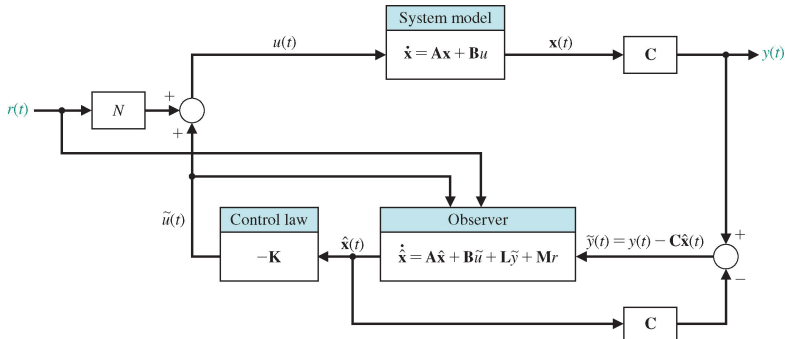 System model
u(t)
ẋ = Ax + Bu
x(t)
C
y(t)
r(t)
N
+
+
ũ(t)
Control law
−K
x̂(t)
Observer
x̂̇ = Ax̂ + Bũ + Lỹ + Mr
ỹ(t) = y(t) − Cx̂(t)
+
−
C